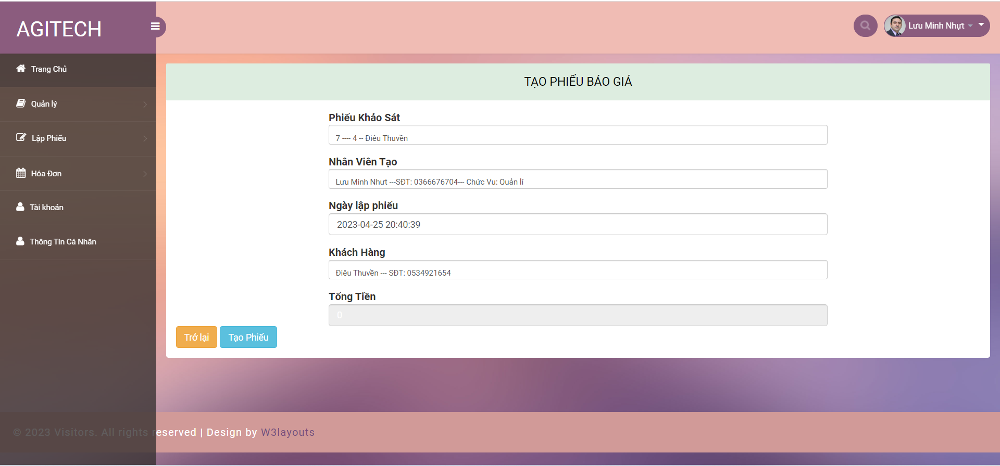 AGITECH
Lưu Minh Nhựt
Trang Chủ
Quản lý
Lập Phiếu
Hóa Đơn
Tài khoản
Thông Tin Cá Nhân
TẠO PHIẾU BÁO GIÁ
Phiếu Khảo Sát
7 ---- 4 -- Điêu Thuyền
Nhân Viên Tạo
Lưu Minh Nhựt ---SĐT: 0366676704--- Chức Vụ: Quản lí
Ngày lập phiếu
2023-04-25 20:40:39
Khách Hàng
Điêu Thuyền --- SĐT: 0534921654
Tổng Tiền
0
Trở lại
Tạo Phiếu
© 2023 Visitors. All rights reserved | Design by W3layouts